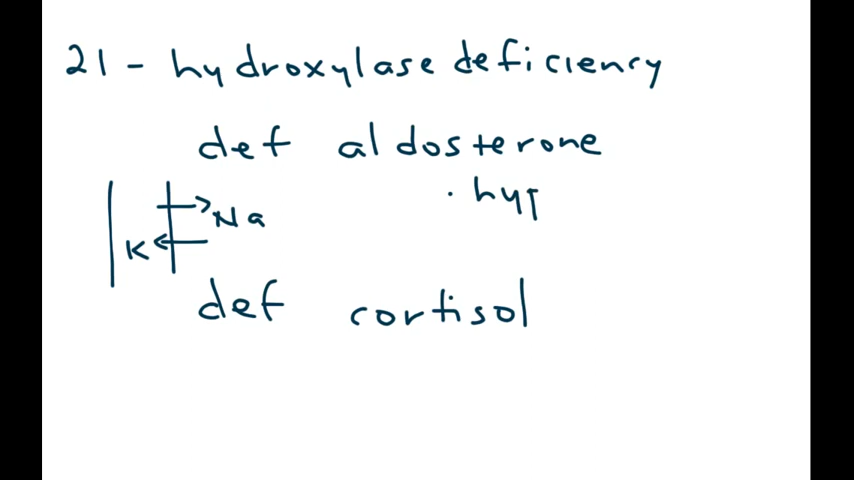 21 - hydroxylase deficiency
def aldosterone
. hyp
Na
K
def cortisol